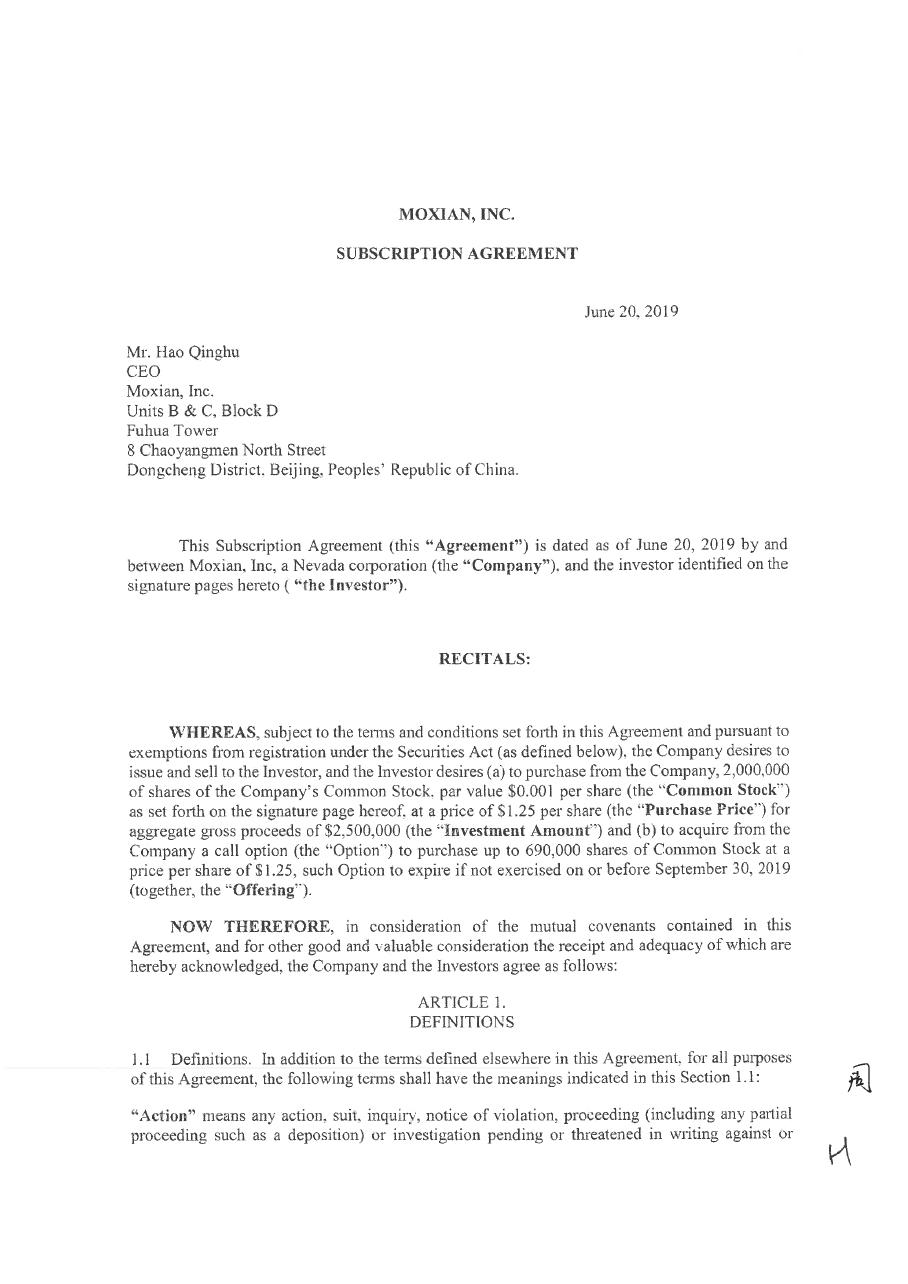 MOXIAN, INC.
SUBSCRIPTION AGREEMENT
June 20, 2019
Mr. Hao Qinghu
CEO
Moxian, Inc.
Units B & C, Block D
Fuhua Tower
8 Chaoyangmen North Street
Dongcheng District, Beijing, Peoples' Republic of China.
This Subscription Agreement (this “Agreement”) is dated as of June 20, 2019 by and
between Moxian, Inc, a Nevada corporation (the “Company”), and the investor identified on the
signature pages hereto ( “the Investor”).
RECITALS:
WHEREAS, subject to the terms and conditions set forth in this Agreement and pursuant to
exemptions from registration under the Securities Act (as defined below), the Company desires to
issue and sell to the Investor, and the Investor desires (a) to purchase from the Company, 2,000,000
of shares of the Company’s Common Stock, par value $0.001 per share (the “Common Stock”)
as set forth on the signature page hereof, at a price of $1.25 per share (the “Purchase Price”) for
aggregate gross proceeds of $2,500,000 (the “Investment Amount”) and (b) to acquire from the
Company a call option (the “Option”) to purchase up to 690,000 shares of Common Stock at a
price per share of $1.25, such Option to expire if not exercised on or before September 30, 2019
(together, the “Offering”).
NOW THEREFORE, in consideration of the mutual covenants contained in this
Agreement, and for other good and valuable consideration the receipt and adequacy of which are
hereby acknowledged, the Company and the Investors agree as follows:
ARTICLE 1.
DEFINITIONS
1.1 Definitions. In addition to the terms defined elsewhere in this Agreement, for all purposes
of this Agreement, the following terms shall have the meanings indicated in this Section 1.1:
“Action” means any action, suit, inquiry, notice of violation, proceeding (including any partial
proceeding such as a deposition) or investigation pending or threatened in writing against or
H